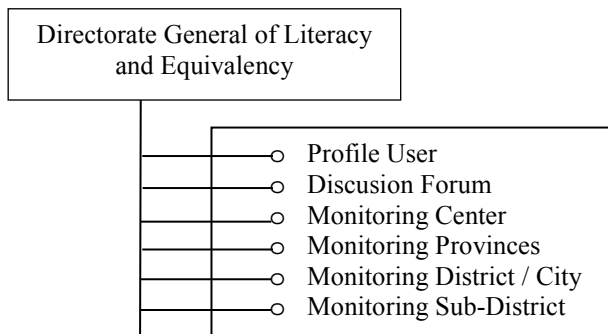 Directorate General of Literacy
and Equivalency
Profile User
Discusion Forum
Monitoring Center
Monitoring Provinces
Monitoring District / City
Monitoring Sub-District